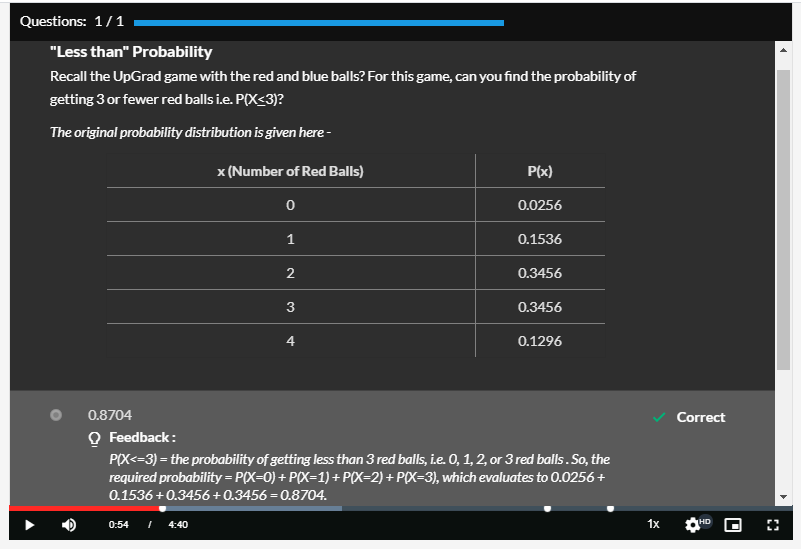 Questions: 1 / 1
"Less than" Probability
Recall the UpGrad game with the red and blue balls? For this game, can you find the probability of
getting 3 or fewer red balls i.e. P(X≤3)?
The original probability distribution is given here -
x (Number of Red Balls) P(x)
0 0.0256
1 0.1536
2 0.3456
3 0.3456
4 0.1296
0.8704 Correct
Feedback :
P(X<=3) = the probability of getting less than 3 red balls, i.e. 0, 1, 2, or 3 red balls . So, the
required probability = P(X=0) + P(X=1) + P(X=2) + P(X=3), which evaluates to 0.0256 +
0.1536 + 0.3456 + 0.3456 = 0.8704.
0:54 / 4:40 1x HD